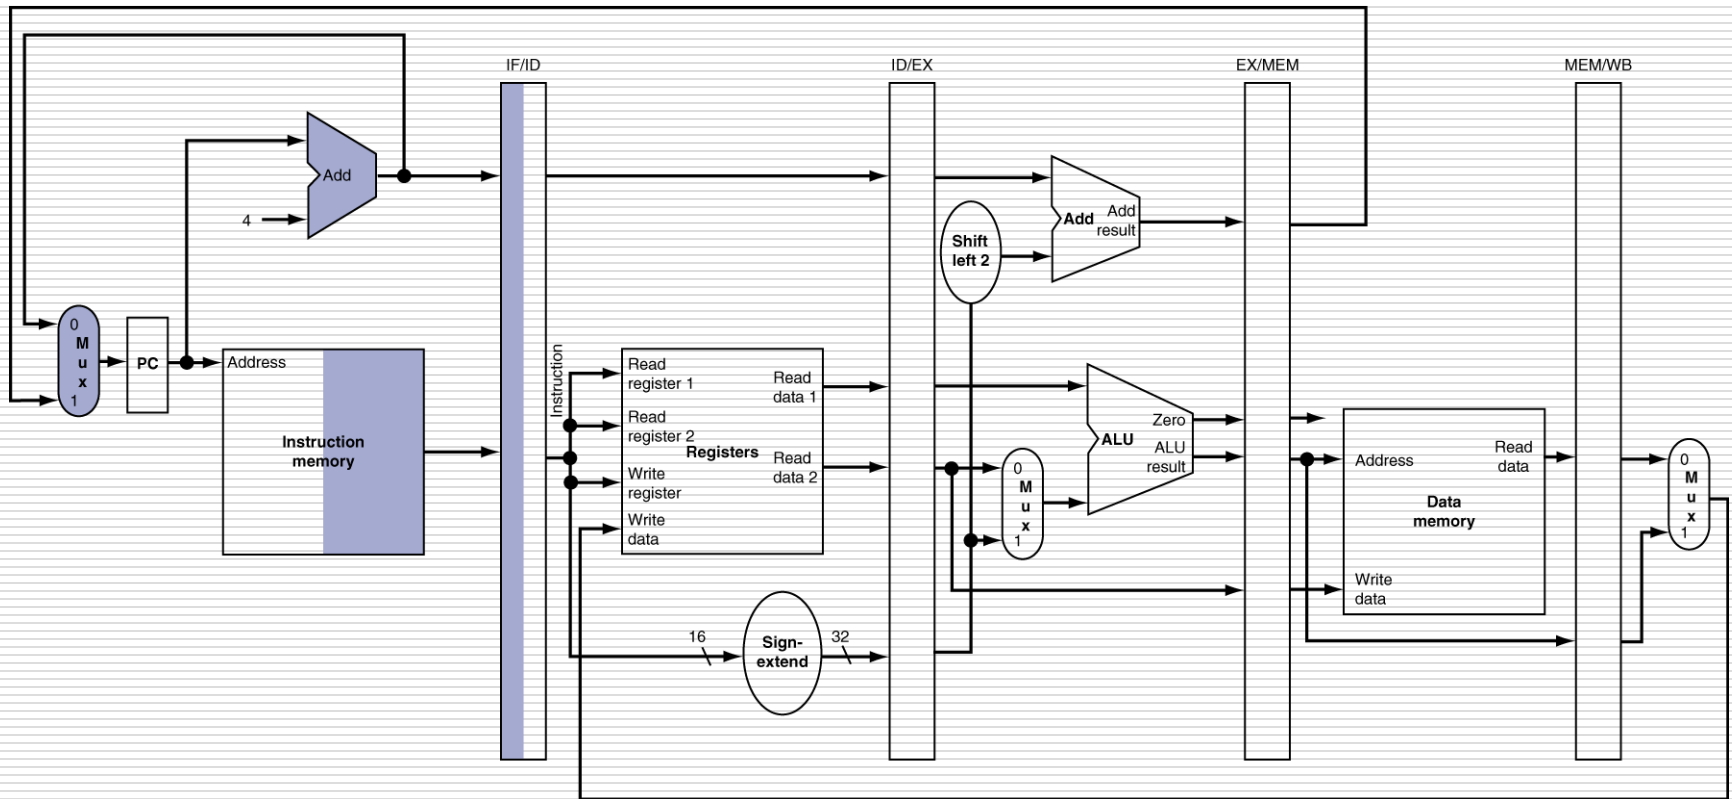 IF/ID
ID/EX
EX/MEM
MEM/WB
Add
4
0
M
u
x
1
PC
Address
Instruction
memory
Instruction
Read
register 1
Read
register 2
Write
register
Write
data
Registers
Read
data 1
Read
data 2
16
Sign-
extend
32
Shift
left 2
Add
Add
result
0
M
u
x
1
ALU
Zero
ALU
result
Address
Write
data
Data
memory
Read
data
0
M
u
x
1